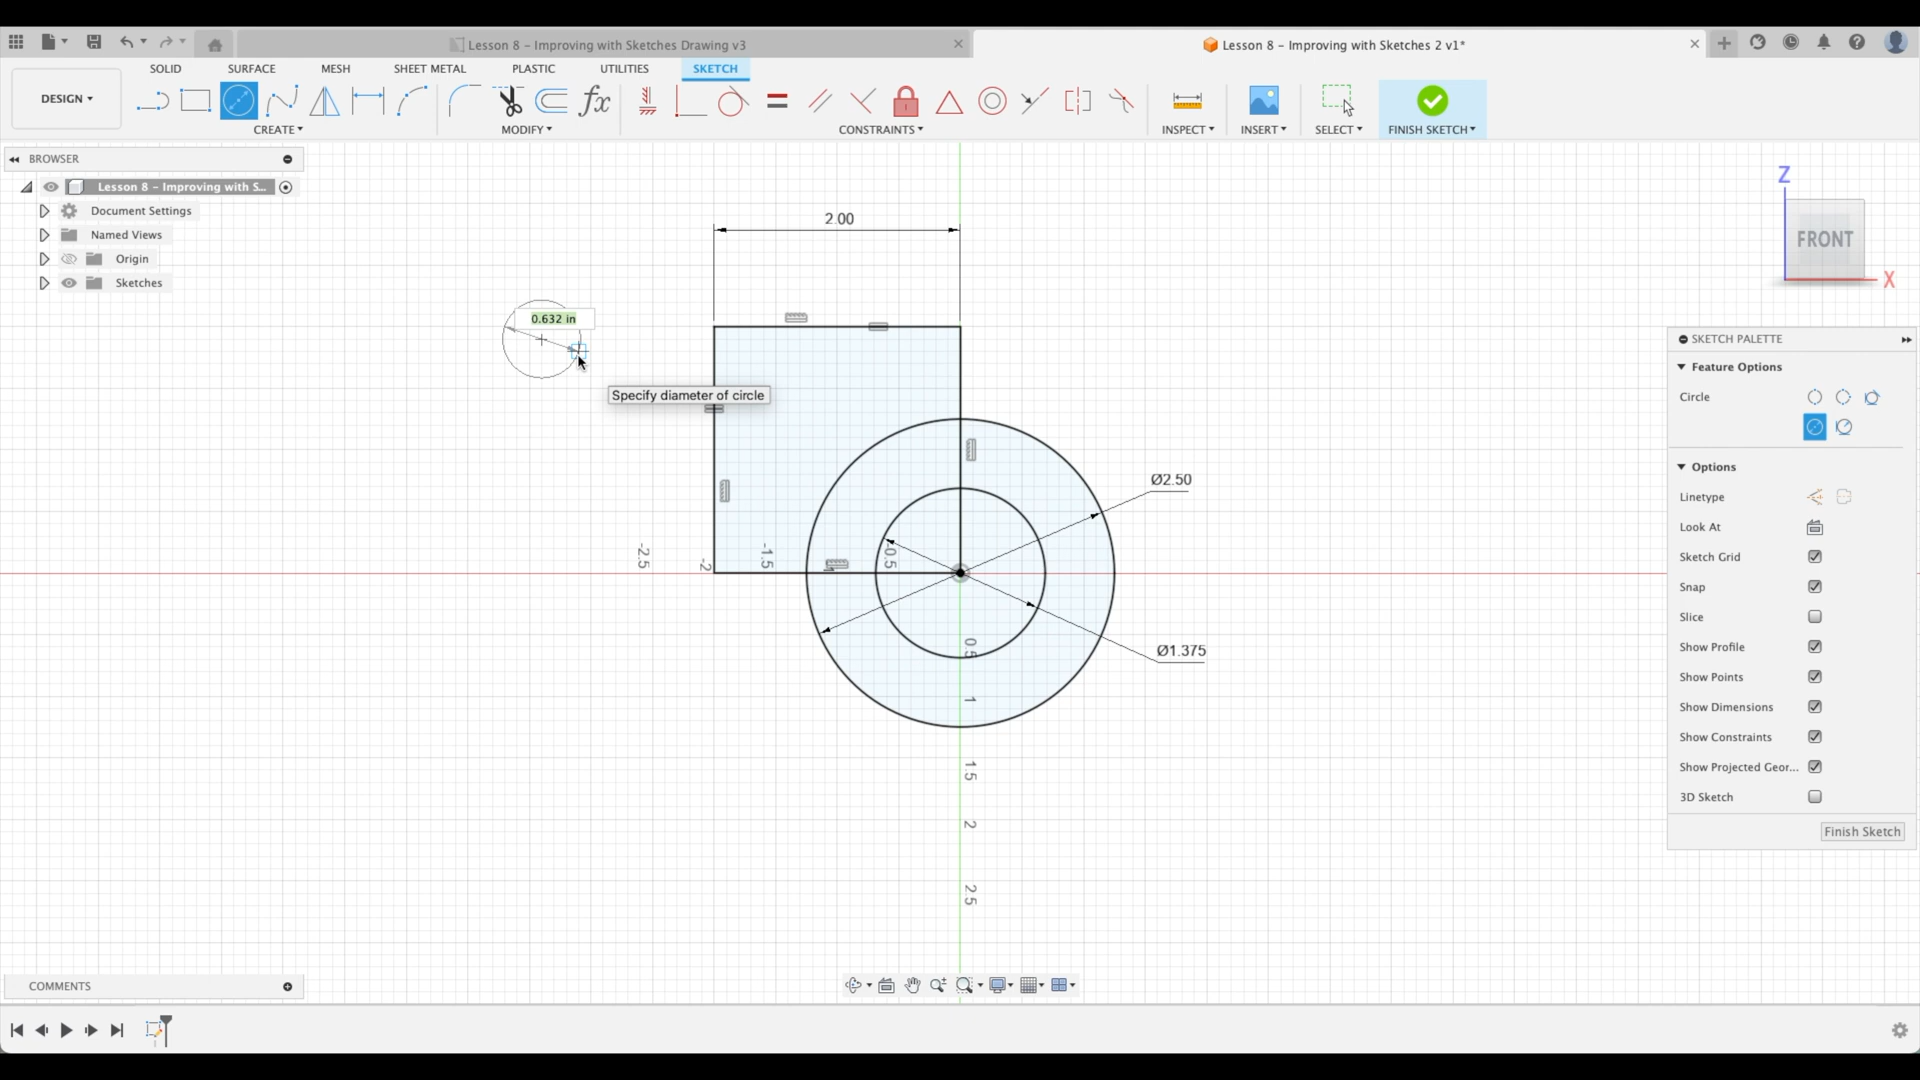 Lesson 8 – Improving with Sketches Drawing v3
Lesson 8 – Improving with Sketches 2 v1*
DESIGN
SOLID
SURFACE
MESH
SHEET METAL
PLASTIC
UTILITIES
SKETCH
CREATE
MODIFY
CONSTRAINTS
INSPECT
INSERT
SELECT
FINISH SKETCH
BROWSER
Lesson 8 – Improving with S...
Document Settings
Named Views
Origin
Sketches
Z
FRONT
X
2.00
0.632 in
Specify diameter of circle
Ø2.50
Ø1.375
-2.5
-2
-1.5
-0.5
0.5
1
1.5
2
2.5
SKETCH PALETTE
Feature Options
Circle
Options
Linetype
Look At
Sketch Grid
Snap
Slice
Show Profile
Show Points
Show Dimensions
Show Constraints
Show Projected Geor...
3D Sketch
Finish Sketch
COMMENTS